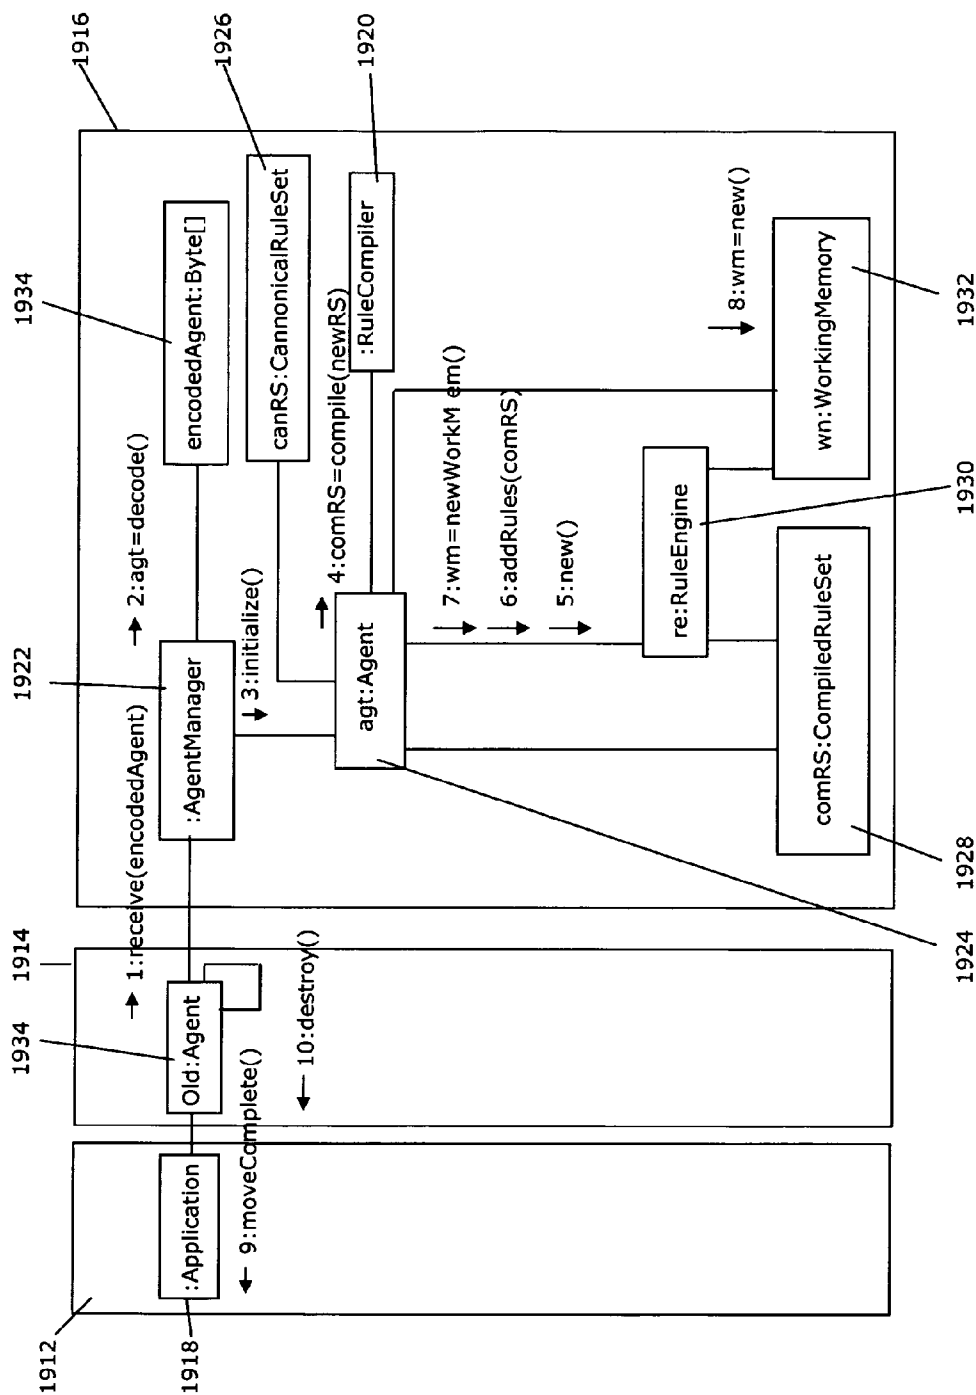 1912
1918
:Application
9:moveComplete()
1914
1934
Old:Agent
10:destroy()
1:receive(encodedAgent)
1916
1922
:AgentManager
2:agt=decode()
1934
encodedAgent:Byte[]
3:initialize()
canRS:CannonicalRuleSet
1926
agt:Agent
1924
4:comRS=compile(newRS)
:RuleCompiler
1920
7:wm=newWorkM em()
6:addRules(comRS)
5:new()
re:RuleEngine
1930
8:wm=new()
comRS:CompiledRuleSet
1928
wn:WorkingMemory
1932